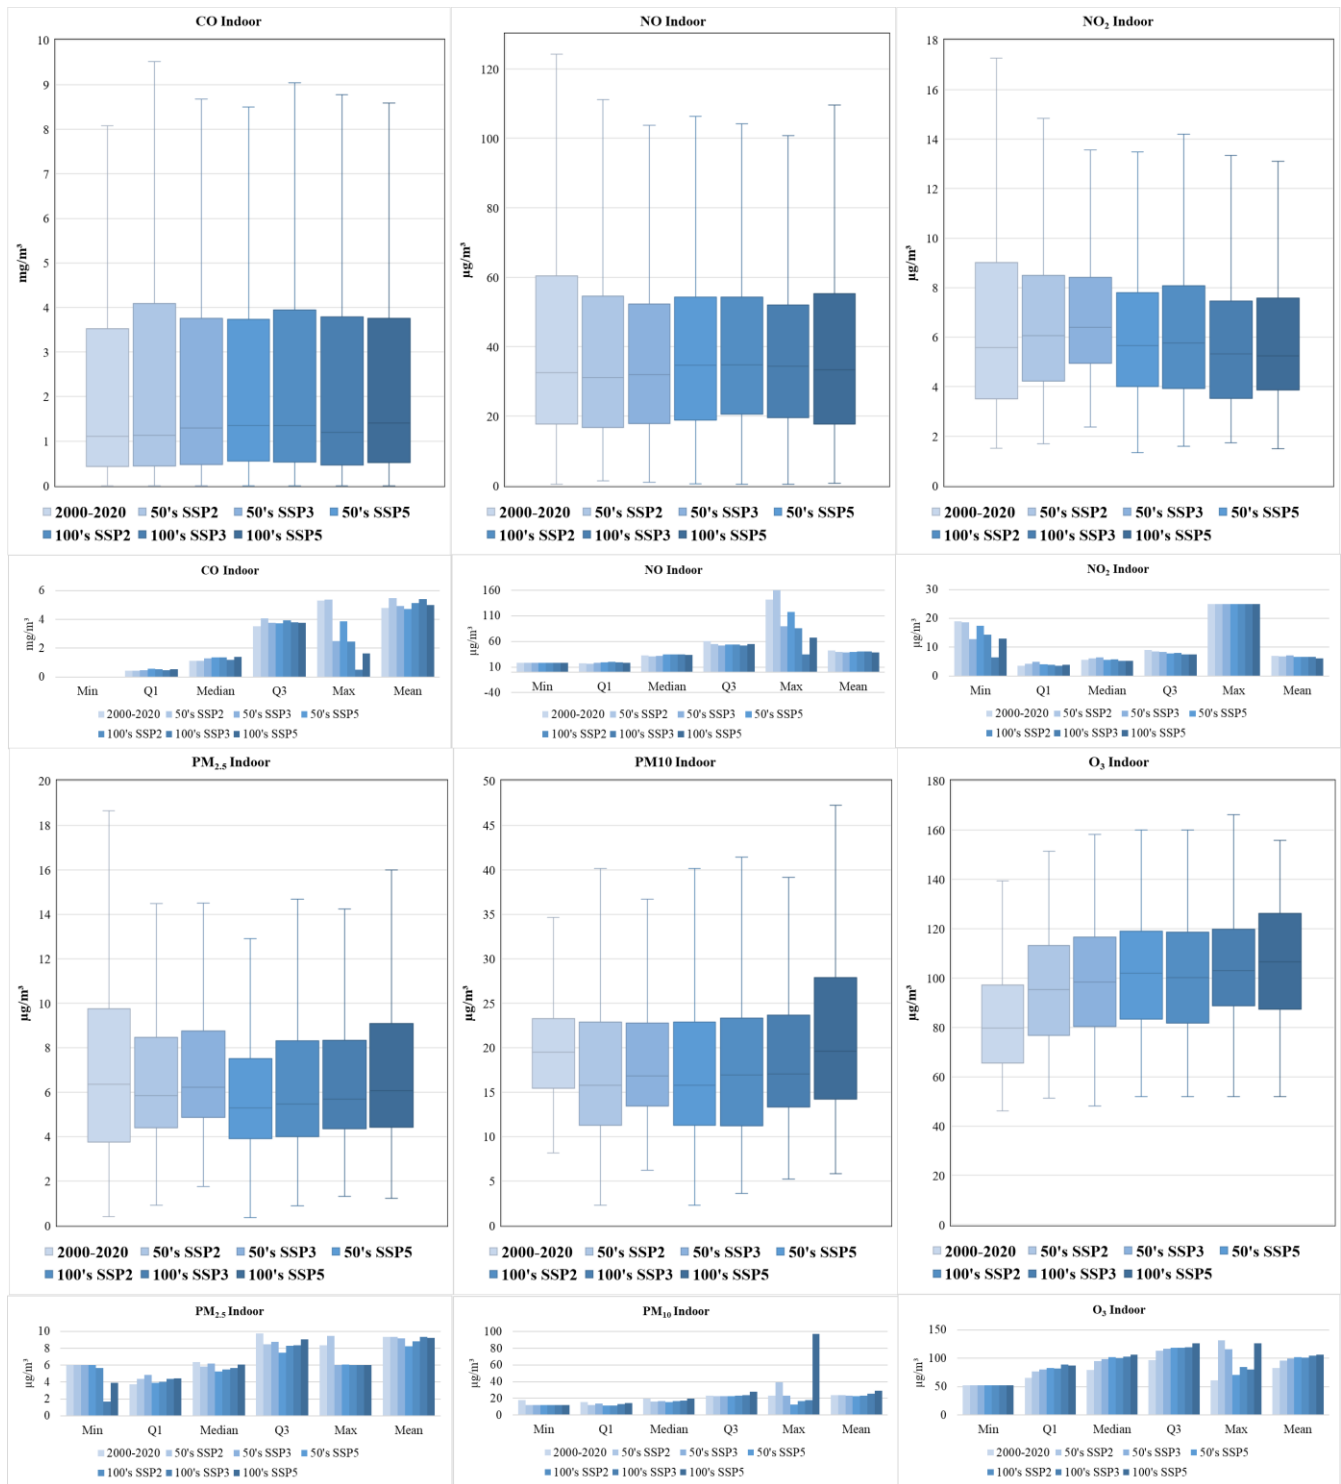 CO Indoor
10
9
8
7
6
5
4
3
2
1
0
mg/m³
2000-2020 50's SSP2 50's SSP3 50's SSP5
100's SSP2 100's SSP3 100's SSP5
NO Indoor
120
100
80
60
40
20
0
µg/m³
2000-2020 50's SSP2 50's SSP3 50's SSP5
100's SSP2 100's SSP3 100's SSP5
NO₂ Indoor
18
16
14
12
10
8
6
4
2
0
µg/m³
2000-2020 50's SSP2 50's SSP3 50's SSP5
100's SSP2 100's SSP3 100's SSP5
CO Indoor
6
4
2
0
mg/m³
Min Q1 Median Q3 Max Mean
2000-2020 50's SSP2 50's SSP3 50's SSP5
100's SSP2 100's SSP3 100's SSP5
NO Indoor
160
110
60
10
-40
µg/m³
Min Q1 Median Q3 Max Mean
2000-2020 50's SSP2 50's SSP3 50's SSP5
100's SSP2 100's SSP3 100's SSP5
NO₂ Indoor
30
20
10
0
µg/m³
Min Q1 Median Q3 Max Mean
2000-2020 50's SSP2 50's SSP3 50's SSP5
100's SSP2 100's SSP3 100's SSP5
PM₂.₅ Indoor
20
18
16
14
12
10
8
6
4
2
0
µg/m³
2000-2020 50's SSP2 50's SSP3 50's SSP5
100's SSP2 100's SSP3 100's SSP5
PM10 Indoor
50
45
40
35
30
25
20
15
10
5
0
µg/m³
2000-2020 50's SSP2 50's SSP3 50's SSP5
100's SSP2 100's SSP3 100's SSP5
O₃ Indoor
180
160
140
120
100
80
60
40
20
0
µg/m³
2000-2020 50's SSP2 50's SSP3 50's SSP5
100's SSP2 100's SSP3 100's SSP5
PM₂.₅ Indoor
10
8
6
4
2
0
µg/m³
Min Q1 Median Q3 Max Mean
2000-2020 50's SSP2 50's SSP3 50's SSP5
100's SSP2 100's SSP3 100's SSP5
PM₁₀ Indoor
100
80
60
40
20
0
µg/m³
Min Q1 Median Q3 Max Mean
2000-2020 50's SSP2 50's SSP3 50's SSP5
100's SSP2 100's SSP3 100's SSP5
O₃ Indoor
150
100
50
0
µg/m³
Min Q1 Median Q3 Max Mean
2000-2020 50's SSP2 50's SSP3 50's SSP5
100's SSP2 100's SSP3 100's SSP5